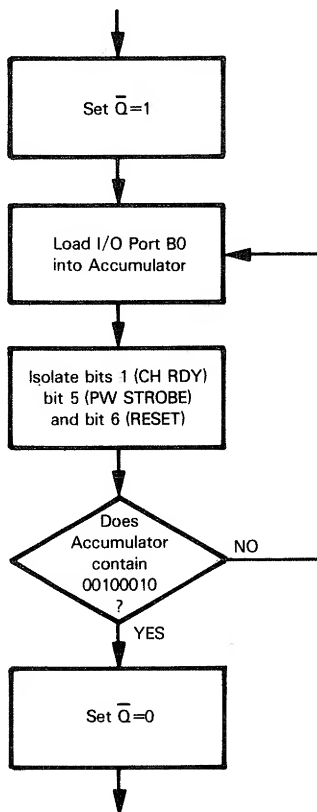 Set Q̅=1
Load I/O Port B0
into Accumulator
Isolate bits 1 (CH RDY)
bit 5 (PW STROBE)
and bit 6 (RESET)
Does
Accumulator
contain
00100010
?
NO
YES
Set Q̅=0